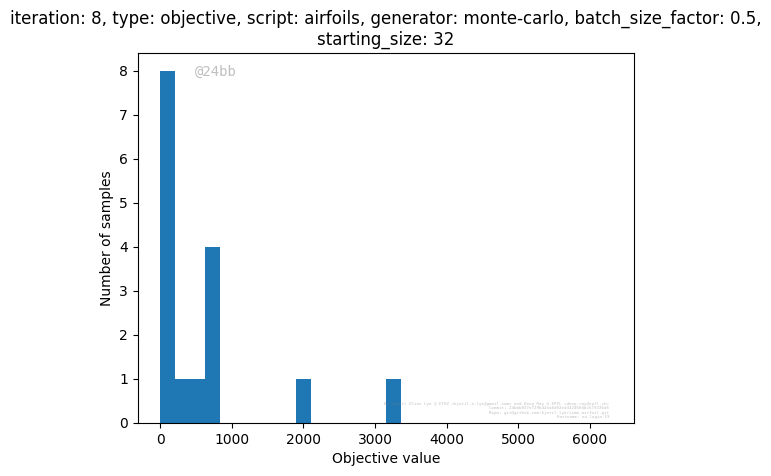 iteration: 8, type: objective, script: airfoils, generator: monte-carlo, batch_size_factor: 0.5,
starting_size: 32
@24bb
8
7
6
5
4
3
2
1
0
Number of samples
0 1000 2000 3000 4000 5000 6000
Objective value